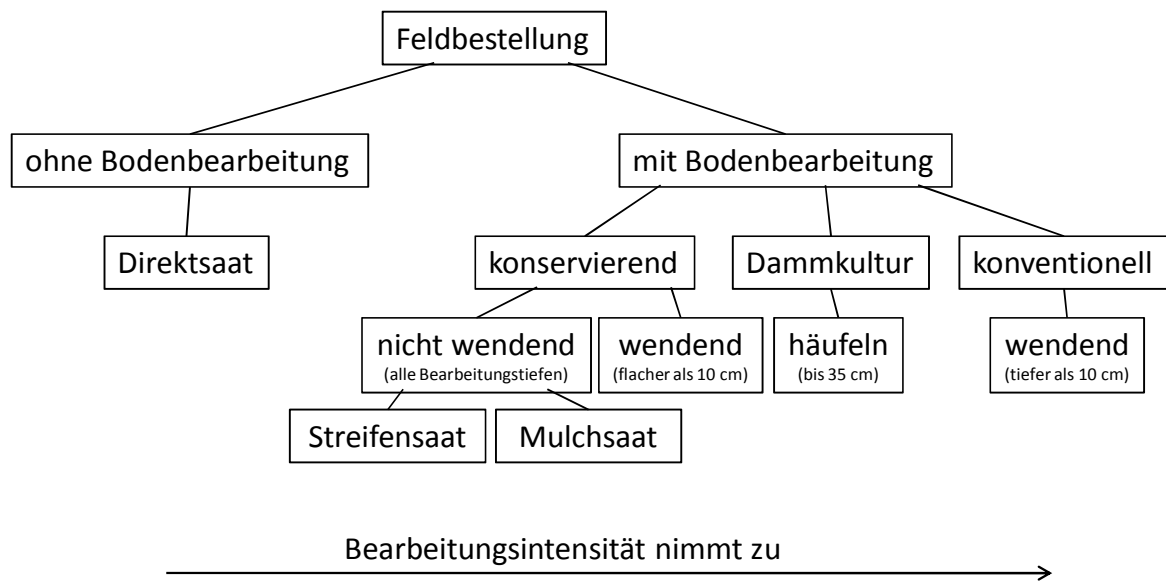 Feldbestellung
ohne Bodenbearbeitung
mit Bodenbearbeitung
Direktsaat
konservierend
Dammkultur
konventionell
nicht wendend
(alle Bearbeitungstiefen)
wendend
(flacher als 10 cm)
häufeln
(bis 35 cm)
wendend
(tiefer als 10 cm)
Streifensaat
Mulchsaat
Bearbeitungsintensität nimmt zu